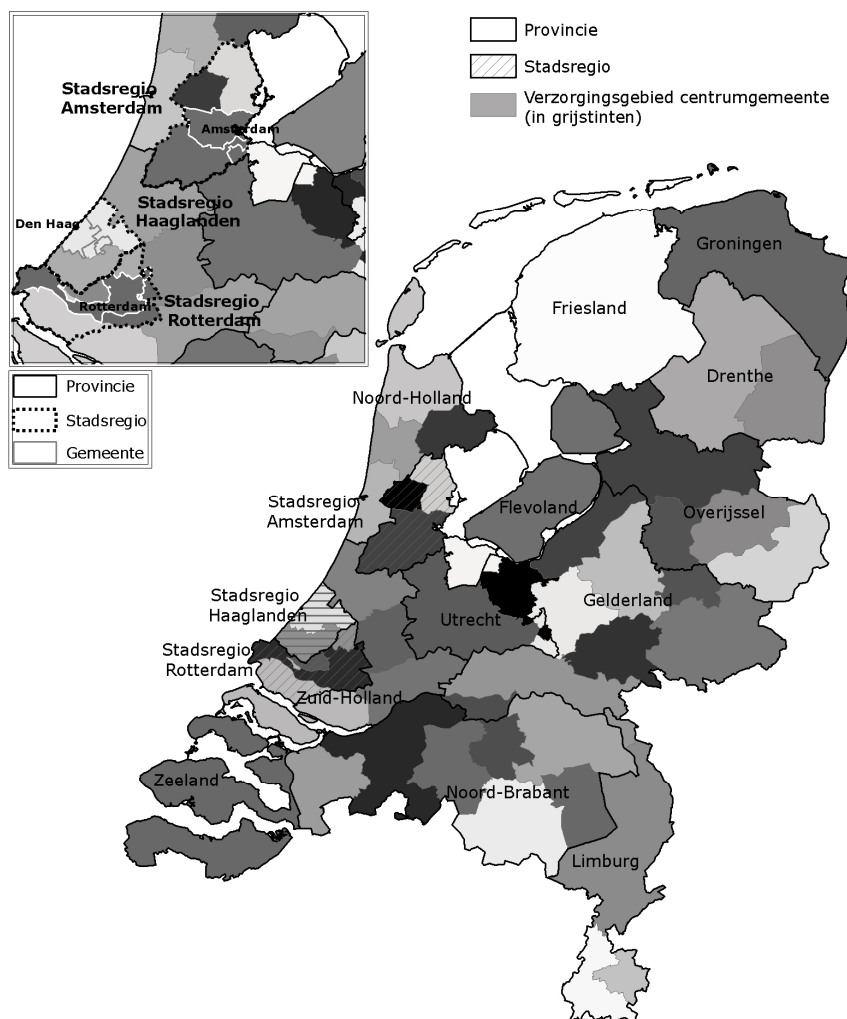 Stadsregio
Amsterdam
Amsterdam
Stadsregio
Haaglanden
Den Haag
Rotterdam
Stadsregio
Rotterdam
Provincie
Stadsregio
Gemeente
Provincie
Stadsregio
Verzorgingsgebied centrumgemeente
(in grijstinten)
Groningen
Friesland
Drenthe
Noord-Holland
Stadsregio
Amsterdam
Flevoland
Overijssel
Stadsregio
Haaglanden
Gelderland
Utrecht
Stadsregio
Rotterdam
Zuid-Holland
Zeeland
Noord-Brabant
Limburg